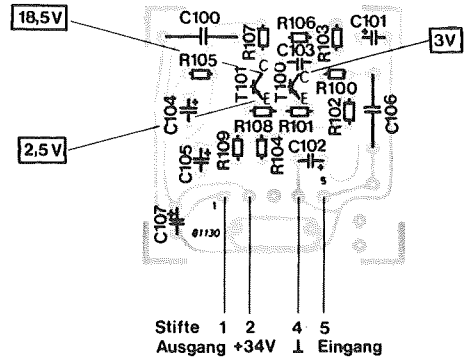 18,5V
C100
R107
R106
R103
C101
3V
C103
R105
C
C
T101
T100
R100
C104
E
E
R102
C106
R108
R101
2,5V
C105
R109
R104
C102
5
C107
1
81130
Stifte 1 2 4 5
Ausgang +34V ⊥ Eingang